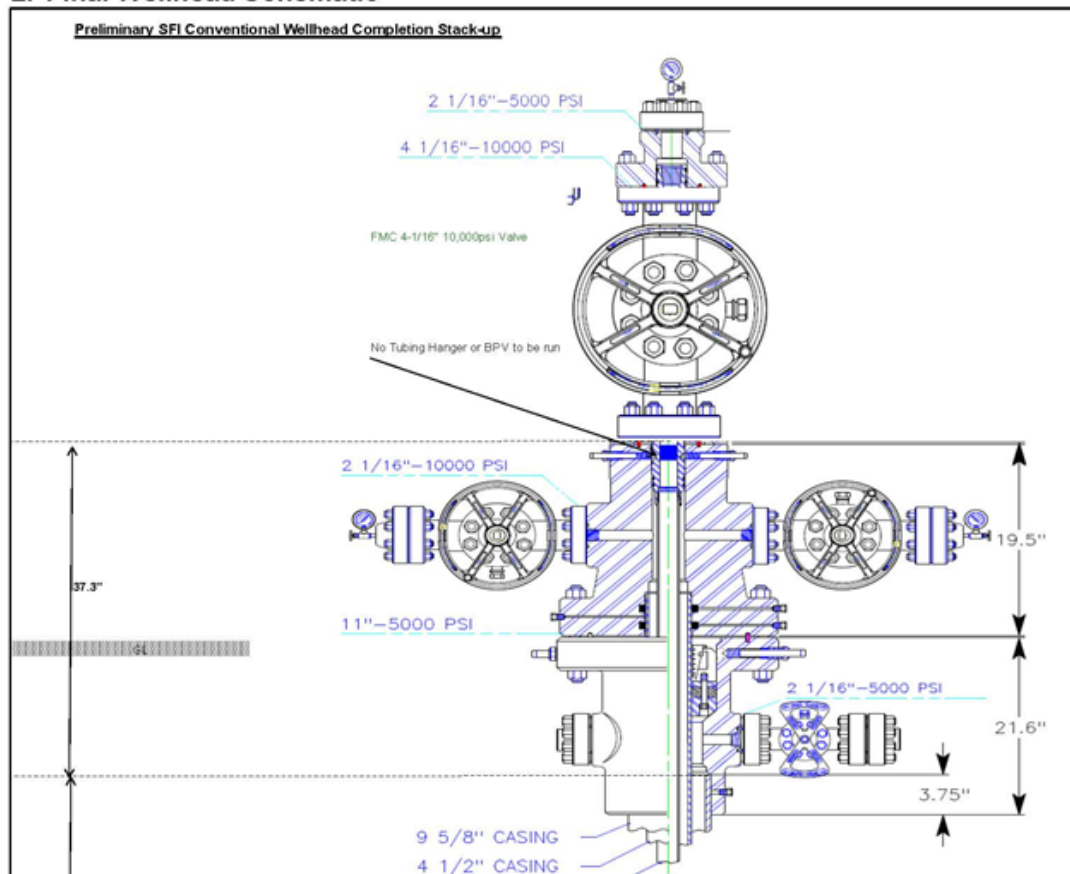 Preliminary SFI Conventional Wellhead Completion Stack-up
2 1/16"-5000 PSI
4 1/16"-10000 PSI
FMC 4-1/16" 10,000psi Valve
No Tubing Hanger or BPV to be run
2 1/16"-10000 PSI
19.5"
37.3"
11"-5000 PSI
GL
2 1/16"-5000 PSI
21.6"
3.75"
9 5/8" CASING
4 1/2" CASING